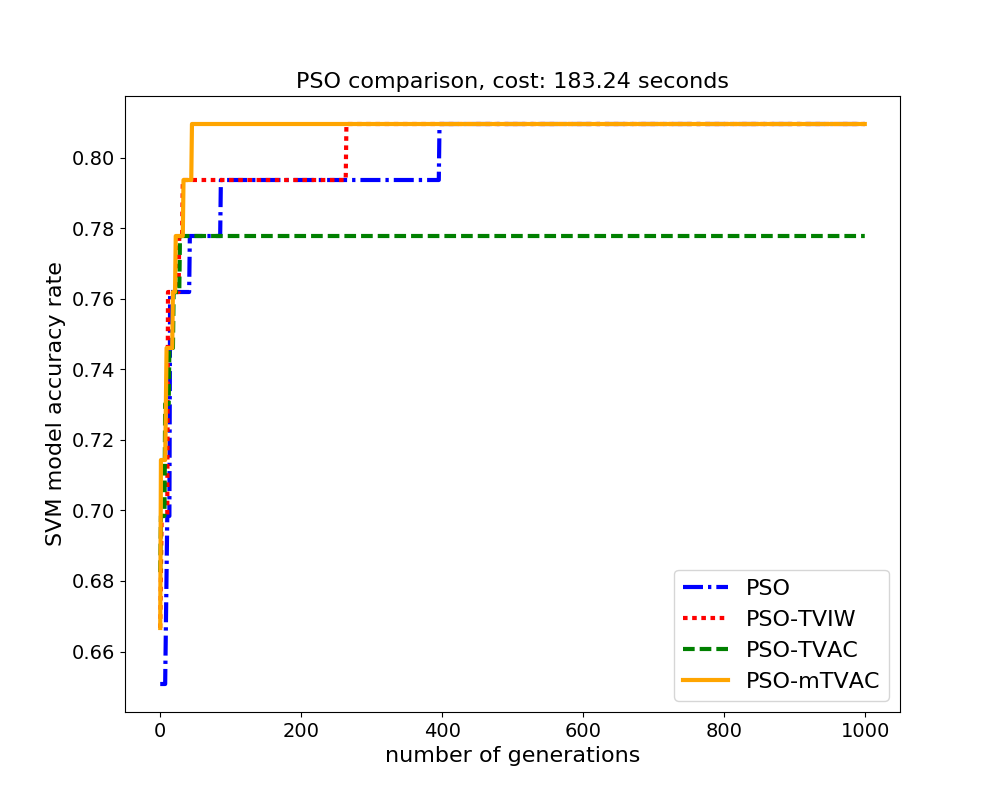 PSO comparison, cost: 183.24 seconds
SVM model accuracy rate
0.80
0.78
0.76
0.74
0.72
0.70
0.68
0.66
0 200 400 600 800 1000
number of generations
PSO
PSO-TVIW
PSO-TVAC
PSO-mTVAC